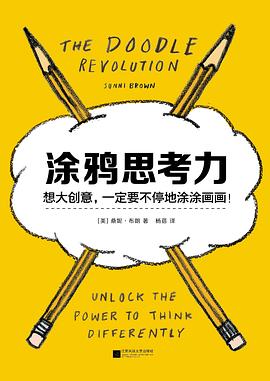 THE DOODLE
REVOLUTION
SUNNI BROWN
涂鸦思考力
想大创意，一定要不停地涂涂画画！
[美] 桑妮·布朗 著 杨蓓 译
UNLOCK THE
POWER TO THINK
DIFFERENTLY